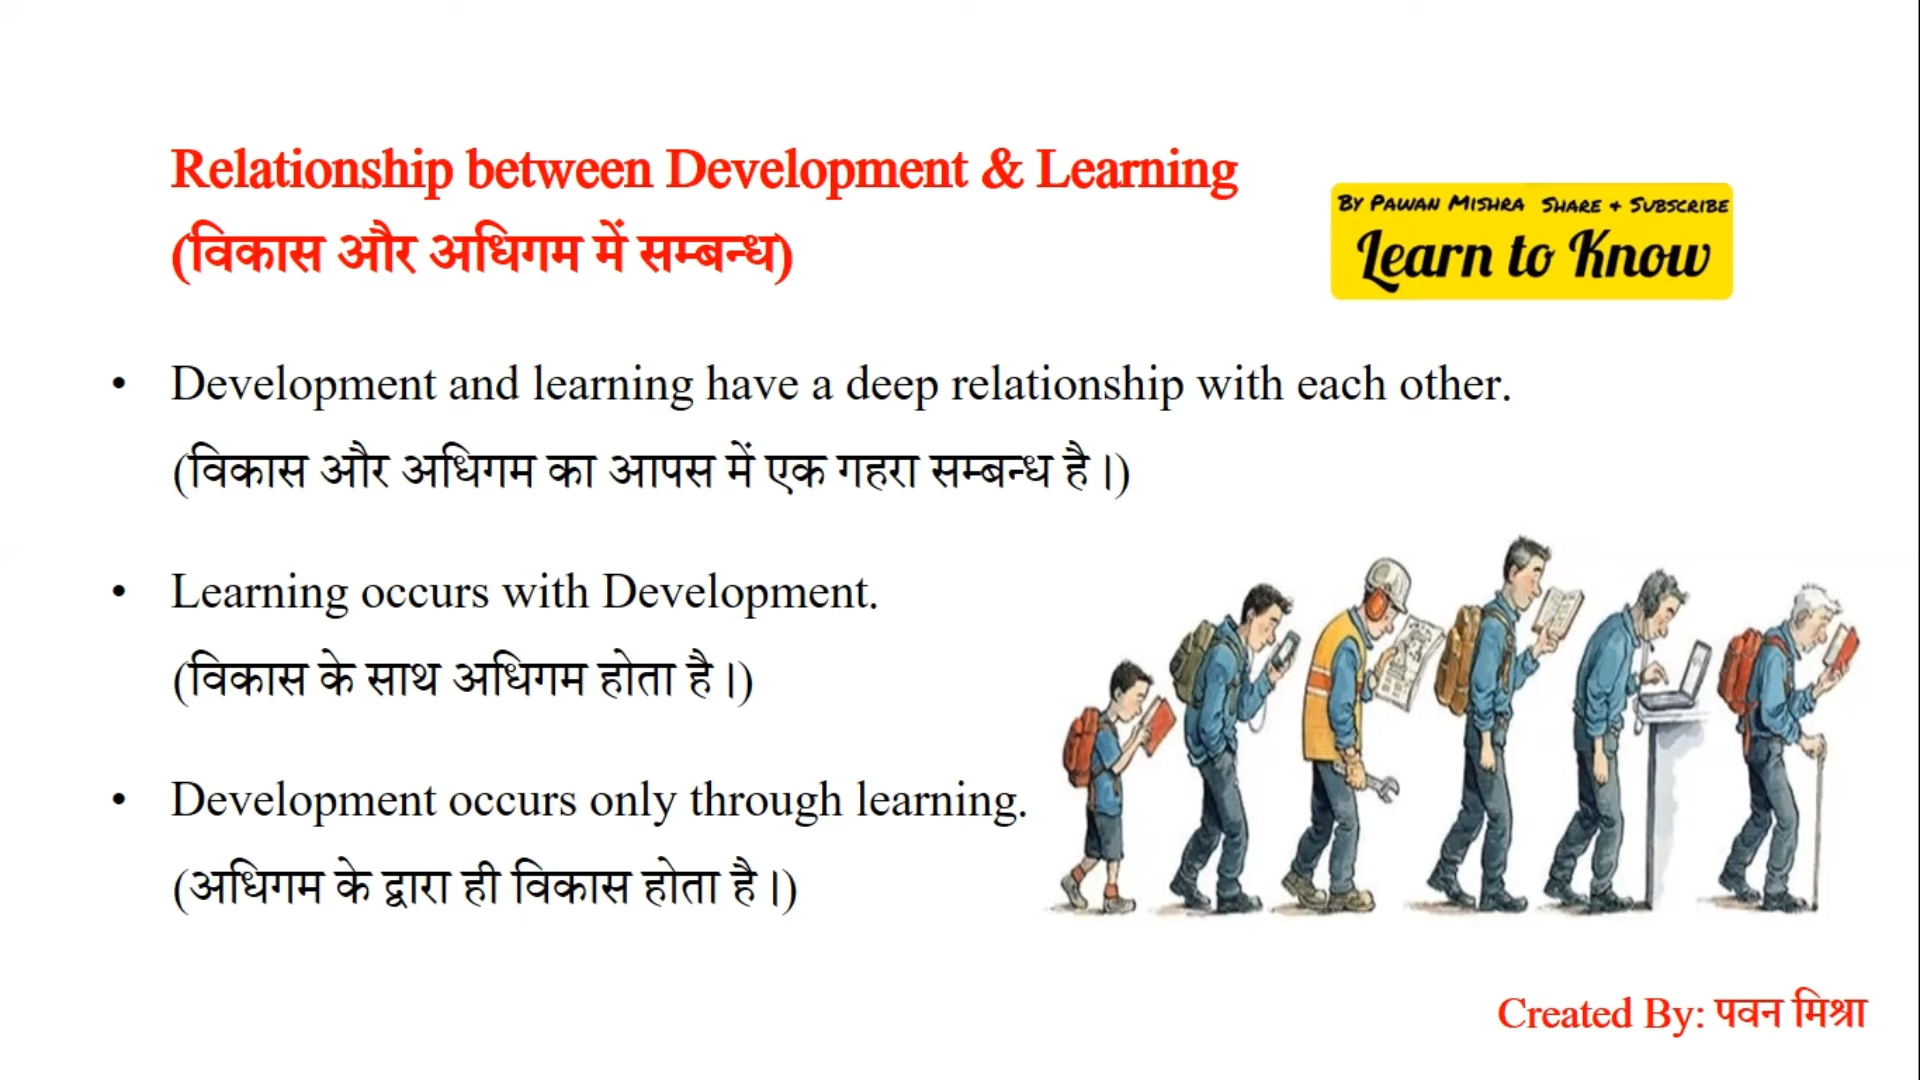 Relationship between Development & Learning
(विकास और अधिगम में सम्बन्ध)
By Pawan Mishra Share + Subscribe
Learn to Know
• Development and learning have a deep relationship with each other.
(विकास और अधिगम का आपस में एक गहरा सम्बन्ध है।)
• Learning occurs with Development.
(विकास के साथ अधिगम होता है।)
• Development occurs only through learning.
(अधिगम के द्वारा ही विकास होता है।)
Created By: पवन मिश्रा